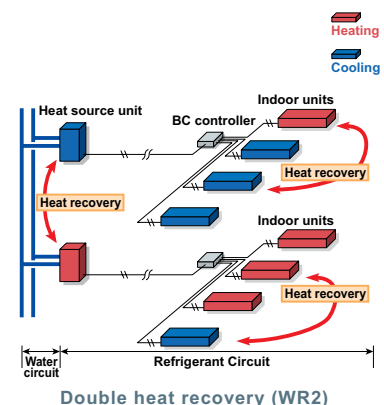 Heating
Cooling
Heat source unit
BC controller
Indoor units
Heat recovery
Heat recovery
Indoor units
Heat recovery
Water
circuit
Refrigerant Circuit
Double heat recovery (WR2)